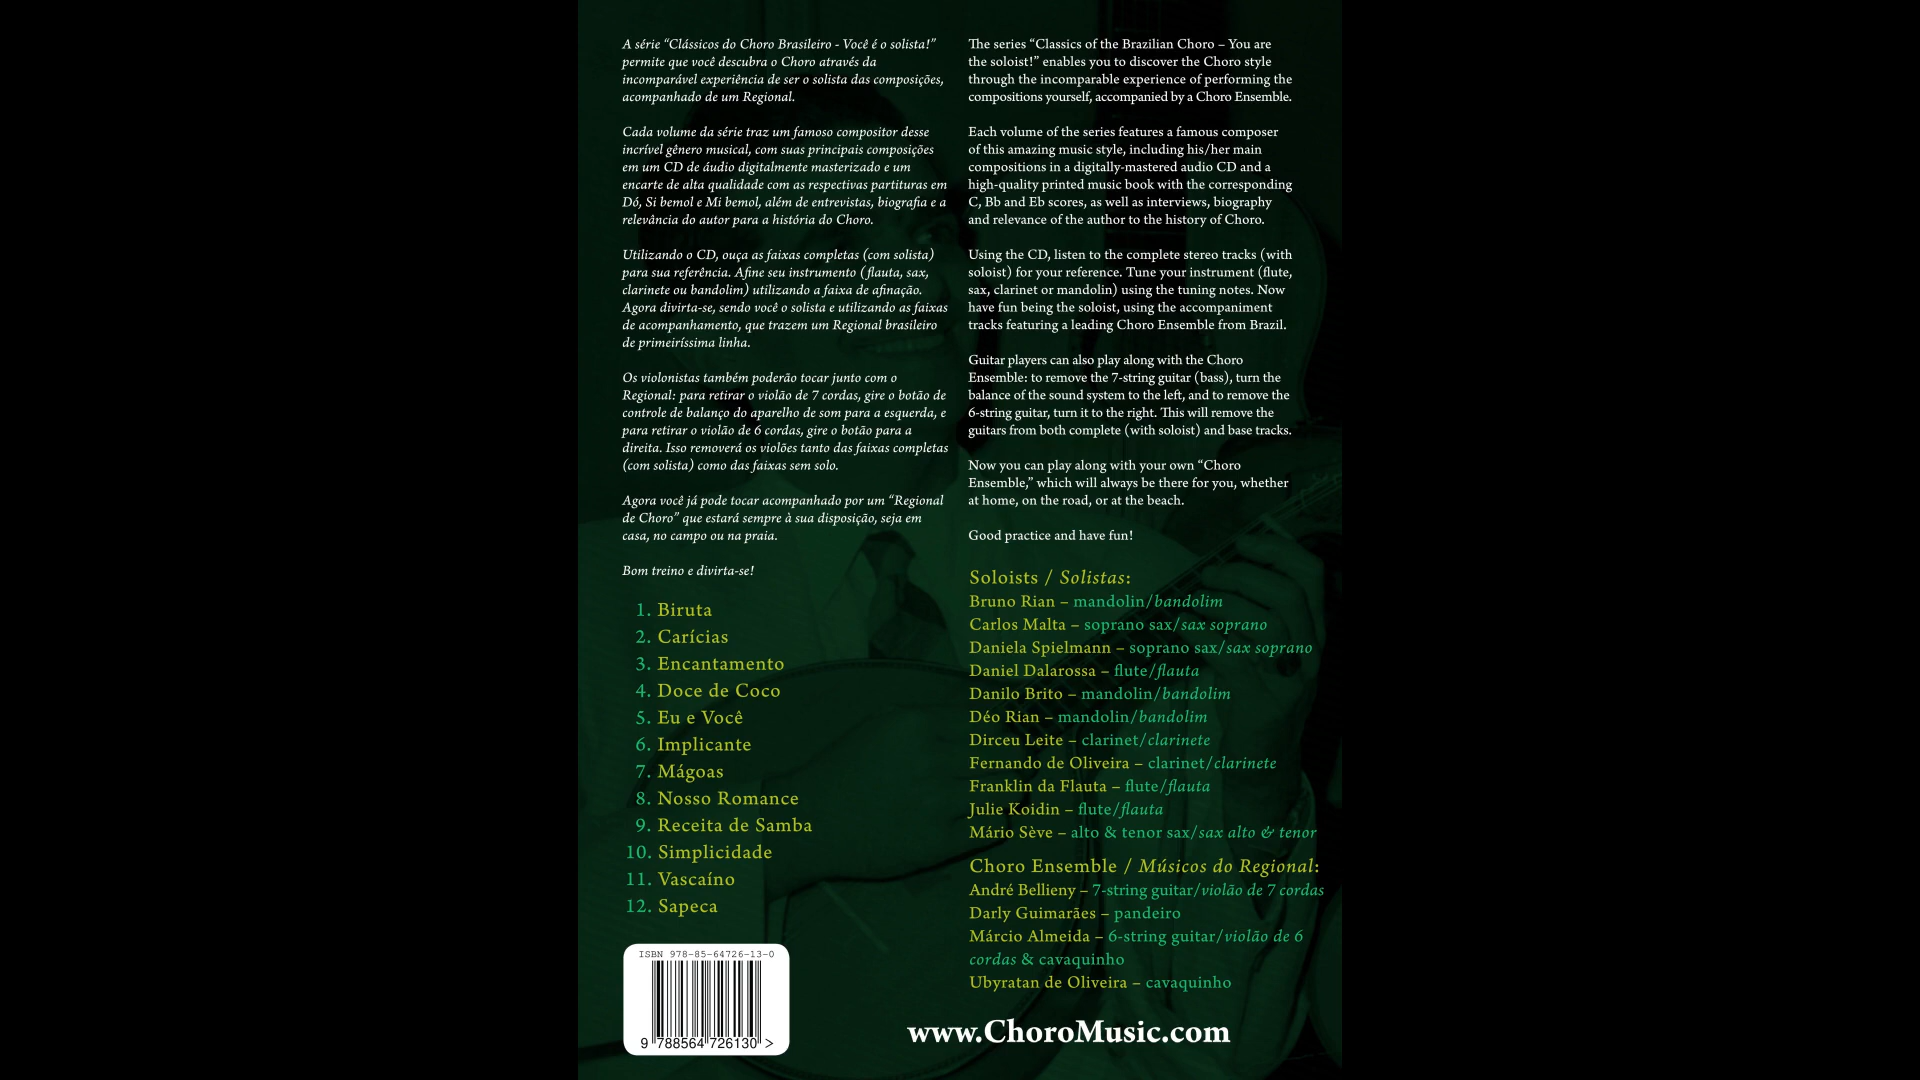 A série “Clássicos do Choro Brasileiro - Você é o solista!”
permite que você descubra o Choro através da
incomparável experiência de ser o solista das composições,
acompanhado de um Regional.
Cada volume da série traz um famoso compositor desse
incrível gênero musical, com suas principais composições
em um CD de áudio digitalmente masterizado e um
encarte de alta qualidade com as respectivas partituras em
Dó, Si bemol e Mi bemol, além de entrevistas, biografia e a
relevância do autor para a história do Choro.
Utilizando o CD, ouça as faixas completas (com solista)
para sua referência. Afine seu instrumento (flauta, sax,
clarinete ou bandolim) utilizando a faixa de afinação.
Agora divirta-se, sendo você o solista e utilizando as faixas
de acompanhamento, que trazem um Regional brasileiro
de primeiríssima linha.
Os violonistas também poderão tocar junto com o
Regional: para retirar o violão de 7 cordas, gire o botão de
controle de balanço do aparelho de som para a esquerda, e
para retirar o violão de 6 cordas, gire o botão para a
direita. Isso removerá os violões tanto das faixas completas
(com solista) como das faixas sem solo.
Agora você já pode tocar acompanhado por um “Regional
de Choro” que estará sempre à sua disposição, seja em
casa, no campo ou na praia.
Bom treino e divirta-se!
1. Biruta
2. Carícias
3. Encantamento
4. Doce de Coco
5. Eu e Você
6. Implicante
7. Mágoas
8. Nosso Romance
9. Receita de Samba
10. Simplicidade
11. Vascaíno
12. Sapeca
ISBN 978-85-64726-13-0
9 788564 726130 >
The series “Classics of the Brazilian Choro – You are
the soloist!” enables you to discover the Choro style
through the incomparable experience of performing the
compositions yourself, accompanied by a Choro Ensemble.
Each volume of the series features a famous composer
of this amazing music style, including his/her main
compositions in a digitally-mastered audio CD and a
high-quality printed music book with the corresponding
C, Bb and Eb scores, as well as interviews, biography
and relevance of the author to the history of Choro.
Using the CD, listen to the complete stereo tracks (with
soloist) for your reference. Tune your instrument (flute,
sax, clarinet or mandolin) using the tuning notes. Now
have fun being the soloist, using the accompaniment
tracks featuring a leading Choro Ensemble from Brazil.
Guitar players can also play along with the Choro
Ensemble: to remove the 7-string guitar (bass), turn the
balance of the sound system to the left, and to remove the
6-string guitar, turn it to the right. This will remove the
guitars from both complete (with soloist) and base tracks.
Now you can play along with your own “Choro
Ensemble,” which will always be there for you, whether
at home, on the road, or at the beach.
Good practice and have fun!
Soloists / Solistas:
Bruno Rian – mandolin/bandolim
Carlos Malta – soprano sax/sax soprano
Daniela Spielmann – soprano sax/sax soprano
Daniel Dalarossa – flute/flauta
Danilo Brito – mandolin/bandolim
Déo Rian – mandolin/bandolim
Dirceu Leite – clarinet/clarinete
Fernando de Oliveira – clarinet/clarinete
Franklin da Flauta – flute/flauta
Julie Koidin – flute/flauta
Mário Sève – alto & tenor sax/sax alto & tenor
Choro Ensemble / Músicos do Regional:
André Bellieny – 7-string guitar/violão de 7 cordas
Darly Guimarães – pandeiro
Márcio Almeida – 6-string guitar/violão de 6
cordas & cavaquinho
Ubyratan de Oliveira – cavaquinho
www.ChoroMusic.com